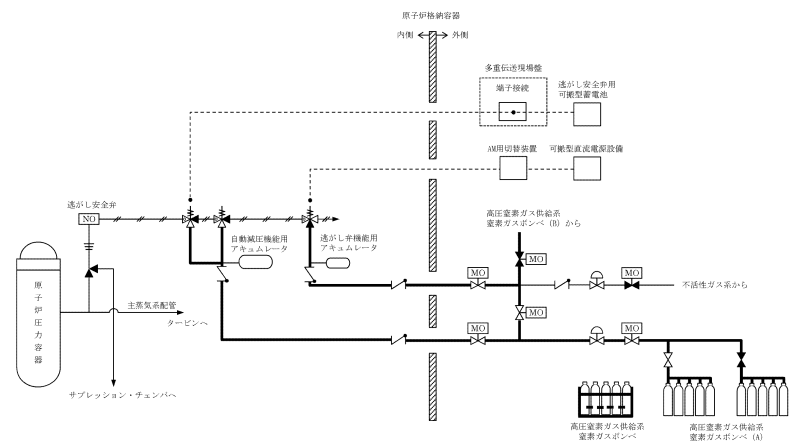 原子炉格納容器
内側
外側
多重伝送現場盤
端子接続
逃がし安全弁用
可搬型蓄電池
AM用切替装置
可搬型直流電源設備
逃がし安全弁
NO
高圧窒素ガス供給系
窒素ガスボンベ (B) から
自動減圧機能用
アキュムレータ
逃がし弁機能用
アキュムレータ
MO
MO
MO
不活性ガス系から
原子炉圧力容器
主蒸気系配管
タービンへ
MO
MO
MO
サプレッション・チェンバへ
高圧窒素ガス供給系
窒素ガスボンベ
高圧窒素ガス供給系
窒素ガスボンベ (A)